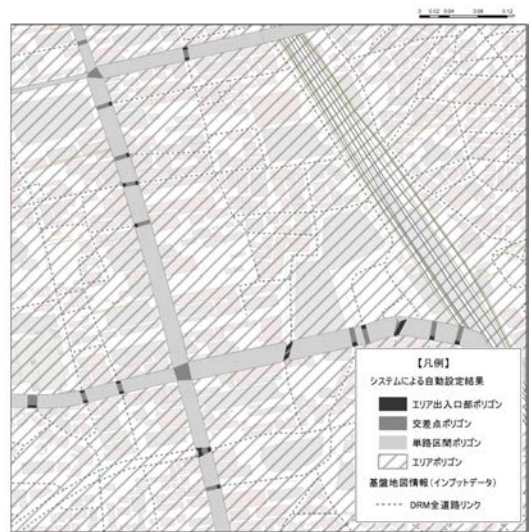 0 0.02 0.04 0.08 0.12
【凡例】
システムによる自動設定結果
エリア出入口部ポリゴン
交差点ポリゴン
単路区間ポリゴン
エリアポリゴン
基盤地図情報(インプットデータ)
DRM全道路リンク